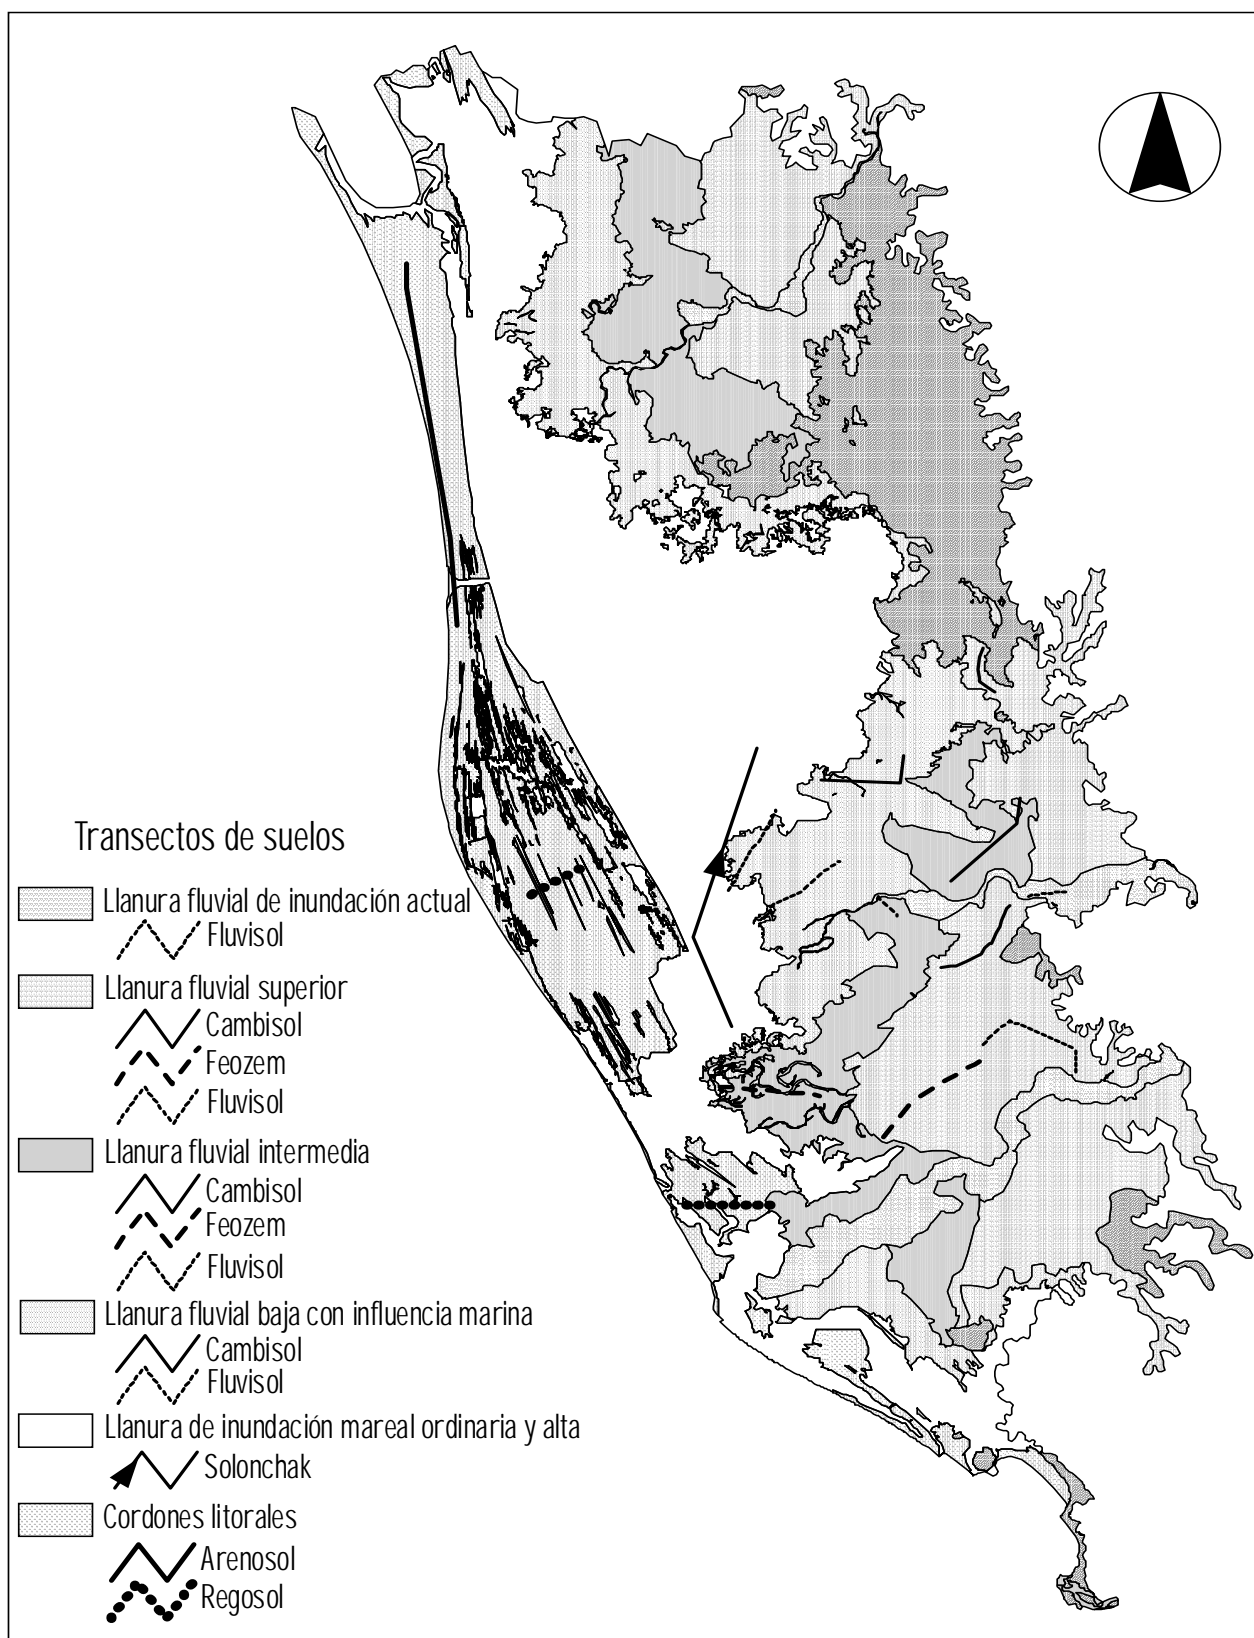 Transectos de suelos
Llanura fluvial de inundación actual
Fluvisol
Llanura fluvial superior
Cambisol
Feozem
Fluvisol
Llanura fluvial intermedia
Cambisol
Feozem
Fluvisol
Llanura fluvial baja con influencia marina
Cambisol
Fluvisol
Llanura de inundación mareal ordinaria y alta
Solonchak
Cordones litorales
Arenosol
Regosol